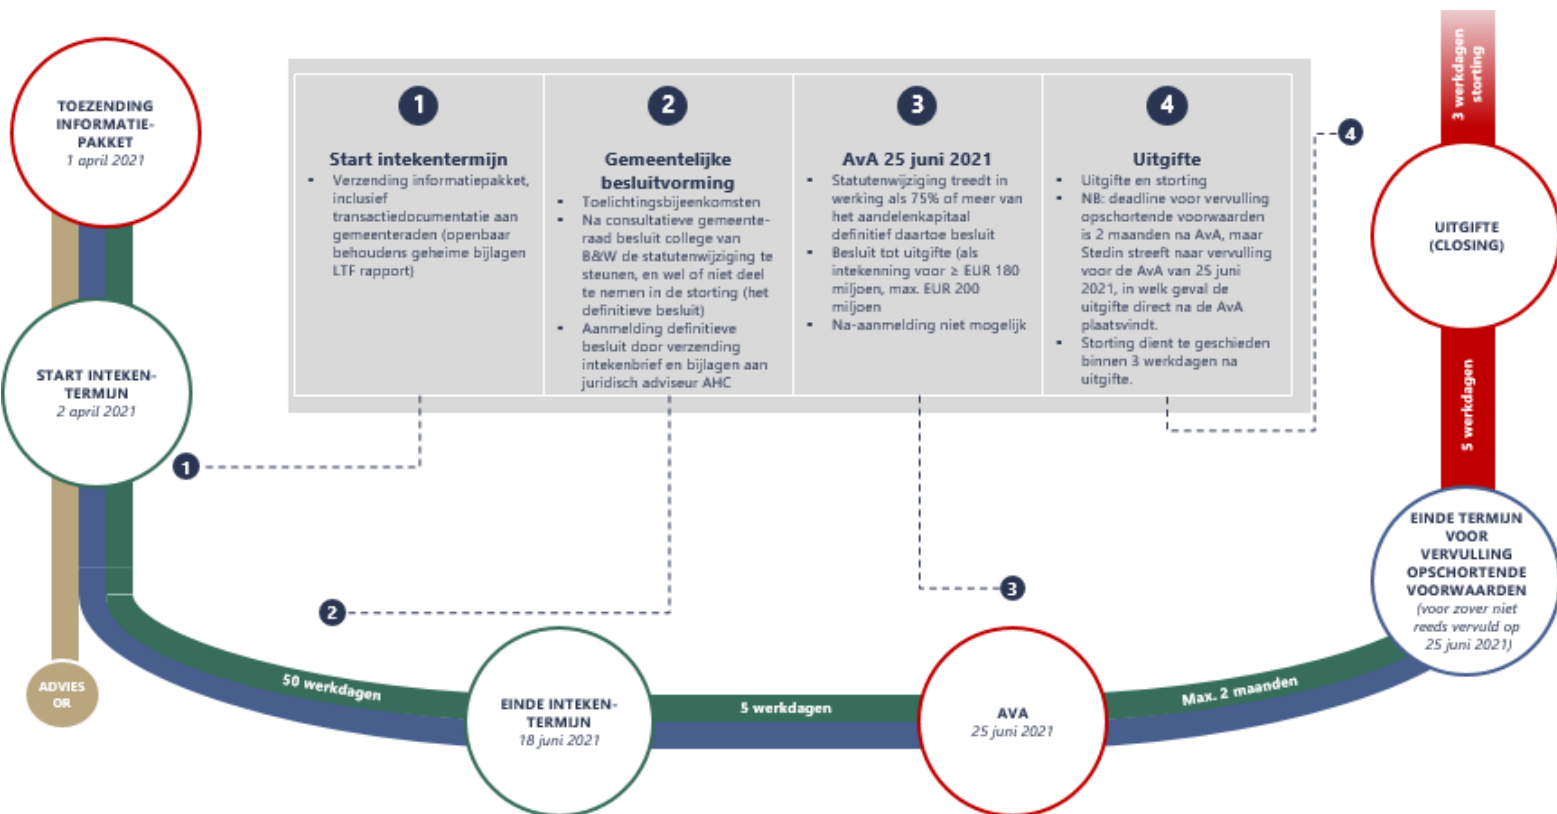 TOEZENDING
INFORMATIE-
PAKKET
1 april 2021
START INTEKEN-
TERMIJN
2 april 2021
ADVIES
OR
1
Start intekentermijn
▪ Verzending informatiepakket,
inclusief
transactiedocumentatie aan
gemeenteraden (openbaar
behoudens geheime bijlagen
LTF rapport)
2
Gemeentelijke
besluitvorming
▪ Toelichtingsbijeenkomsten
▪ Na consultatieve gemeente-
raad besluit college van
B&W de statutenwijziging te
steunen, en wel of niet deel
te nemen in de storting (het
definitieve besluit)
▪ Aanmelding definitieve
besluit door verzending
intekenbrief en bijlagen aan
juridisch adviseur AHC
3
AvA 25 juni 2021
▪ Statutenwijziging treedt in
werking als 75% of meer van
het aandelenkapitaal
definitief daartoe besluit
▪ Besluit tot uitgifte (als
intekenning voor ≥ EUR 180
miljoen, max. EUR 200
miljoen
▪ Na-aanmelding niet mogelijk
4
Uitgifte
▪ Uitgifte en storting
▪ NB: deadline voor vervulling
opschortende voorwaarden
is 2 maanden na AvA, maar
Stedin streeft naar vervulling
voor de AvA van 25 juni
2021, in welk geval de
uitgifte direct na de AvA
plaatsvindt.
▪ Storting dient te geschieden
binnen 3 werkdagen na
uitgifte.
1
2
3
4
50 werkdagen
EINDE INTEKEN-
TERMIJN
18 juni 2021
5 werkdagen
AVA
25 juni 2021
Max. 2 maanden
EINDE TERMIJN
VOOR
VERVULLING
OPSCHORTENDE
VOORWAARDEN
(voor zover niet
reeds vervuld op
25 juni 2021)
5 werkdagen
UITGIFTE
(CLOSING)
3 werkdagen
storting